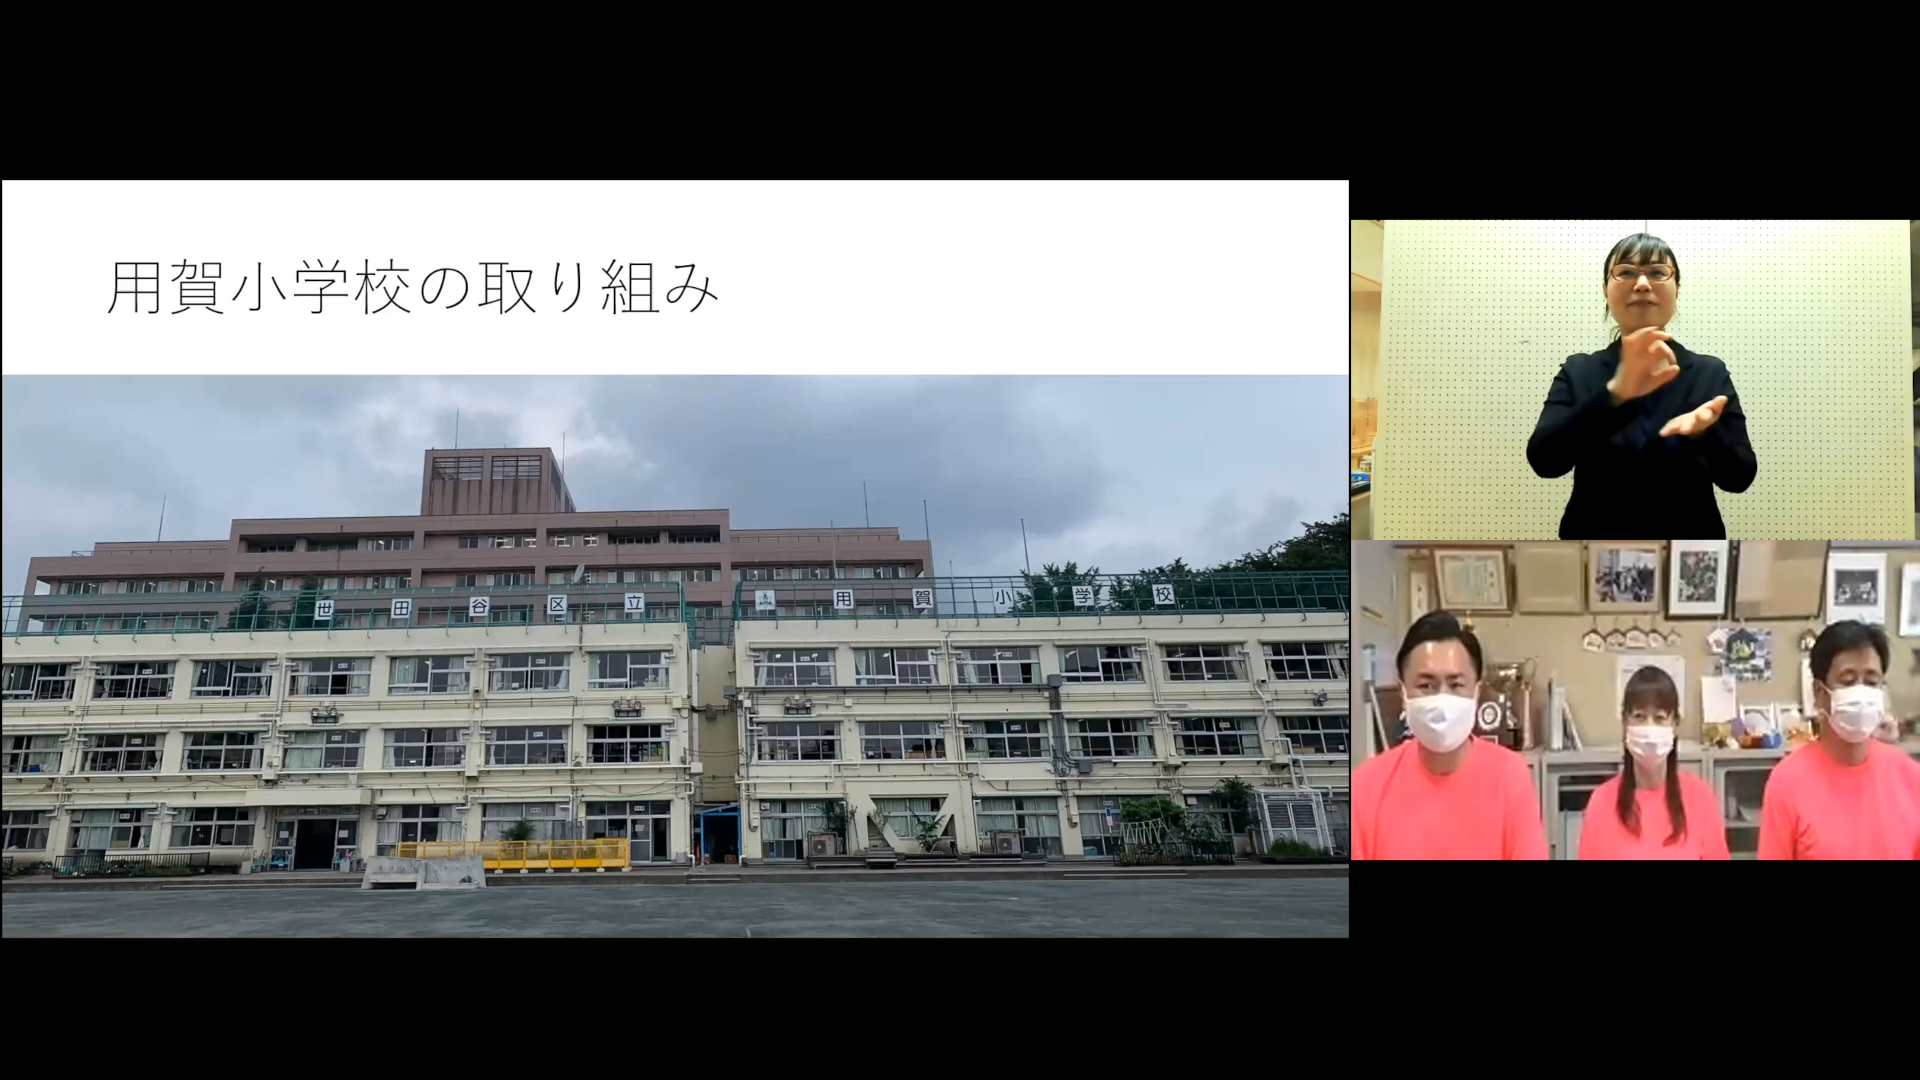 用賀小学校の取り組み
世田谷区立 用賀小学校